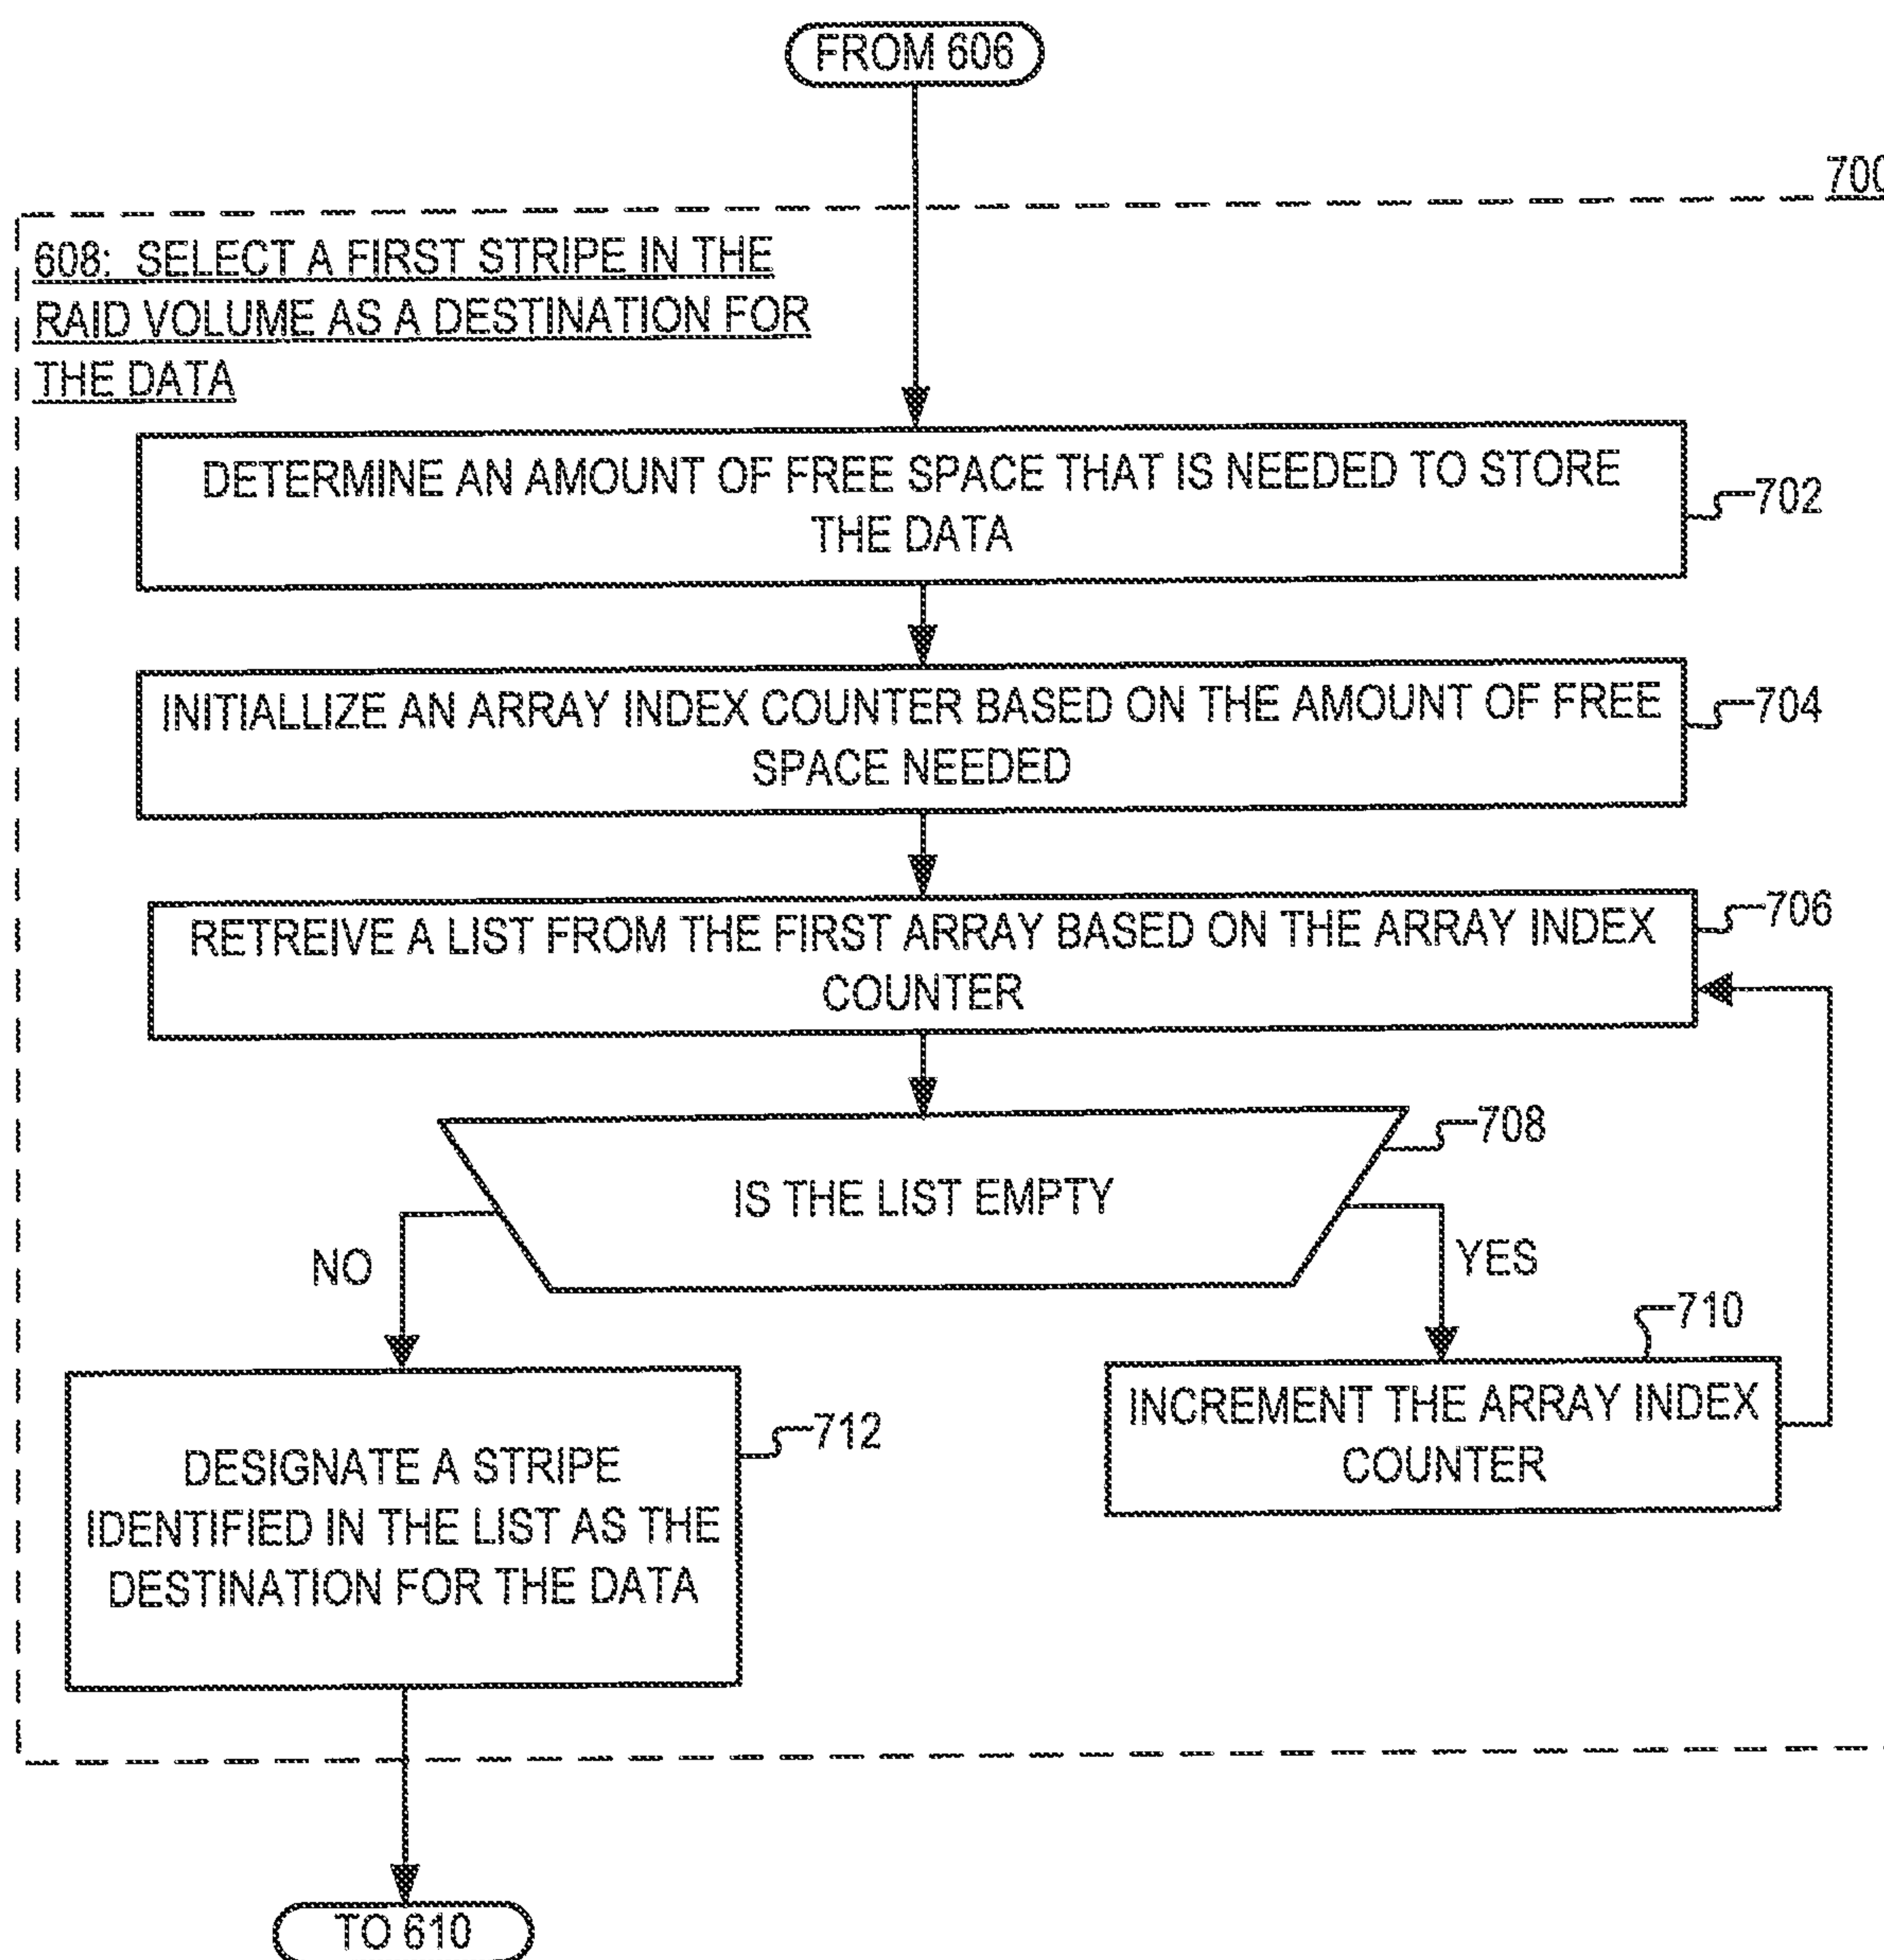 FROM 606
700
608: SELECT A FIRST STRIPE IN THE
RAID VOLUME AS A DESTINATION FOR
THE DATA
DETERMINE AN AMOUNT OF FREE SPACE THAT IS NEEDED TO STORE
THE DATA
702
INITIALLIZE AN ARRAY INDEX COUNTER BASED ON THE AMOUNT OF FREE
SPACE NEEDED
704
RETREIVE A LIST FROM THE FIRST ARRAY BASED ON THE ARRAY INDEX
COUNTER
706
IS THE LIST EMPTY
708
NO
YES
710
INCREMENT THE ARRAY INDEX
COUNTER
DESIGNATE A STRIPE
IDENTIFIED IN THE LIST AS THE
DESTINATION FOR THE DATA
712
TO 610